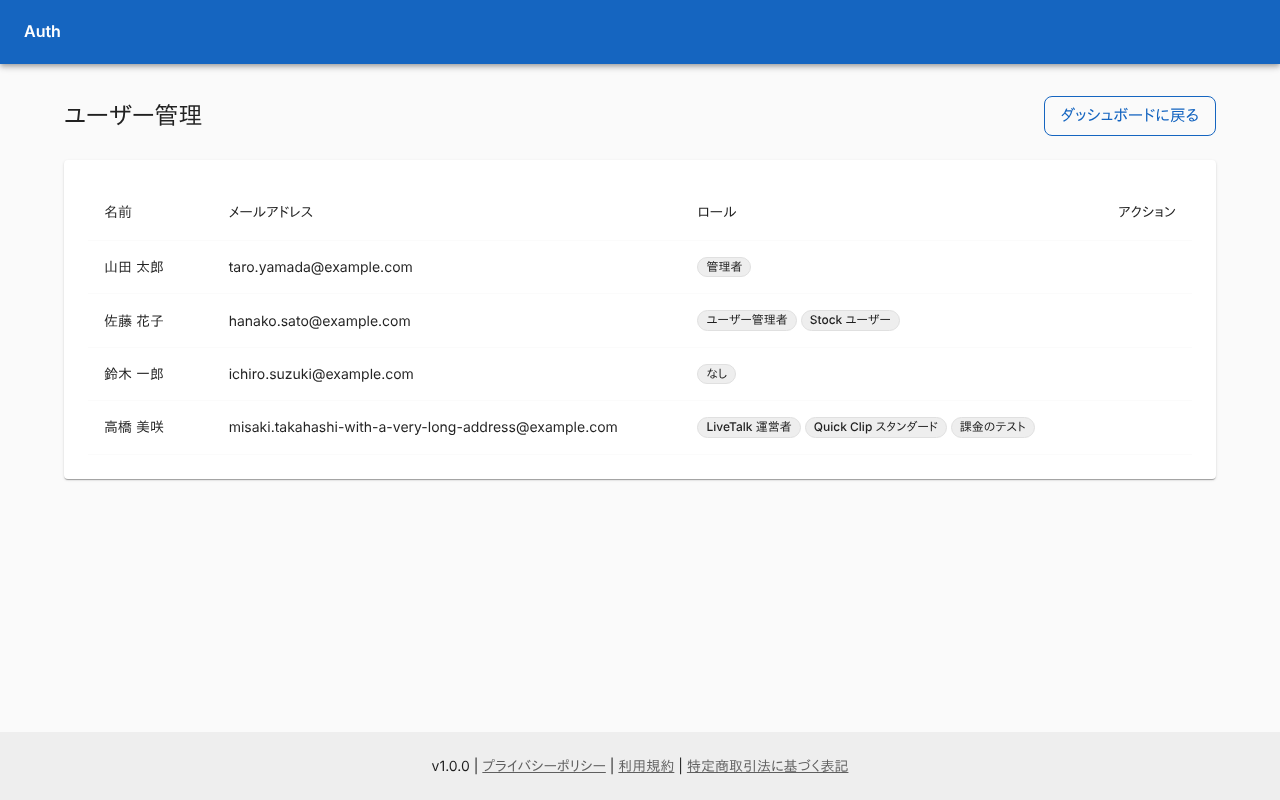 Auth
ユーザー管理
ダッシュボードに戻る
名前 メールアドレス ロール アクション
山田 太郎 taro.yamada@example.com 管理者
佐藤 花子 hanako.sato@example.com ユーザー管理者 Stock ユーザー
鈴木 一郎 ichiro.suzuki@example.com なし
高橋 美咲 misaki.takahashi-with-a-very-long-address@example.com LiveTalk 運営者 Quick Clip スタンダード 課金のテスト
v1.0.0 | プライバシーポリシー | 利用規約 | 特定商取引法に基づく表記